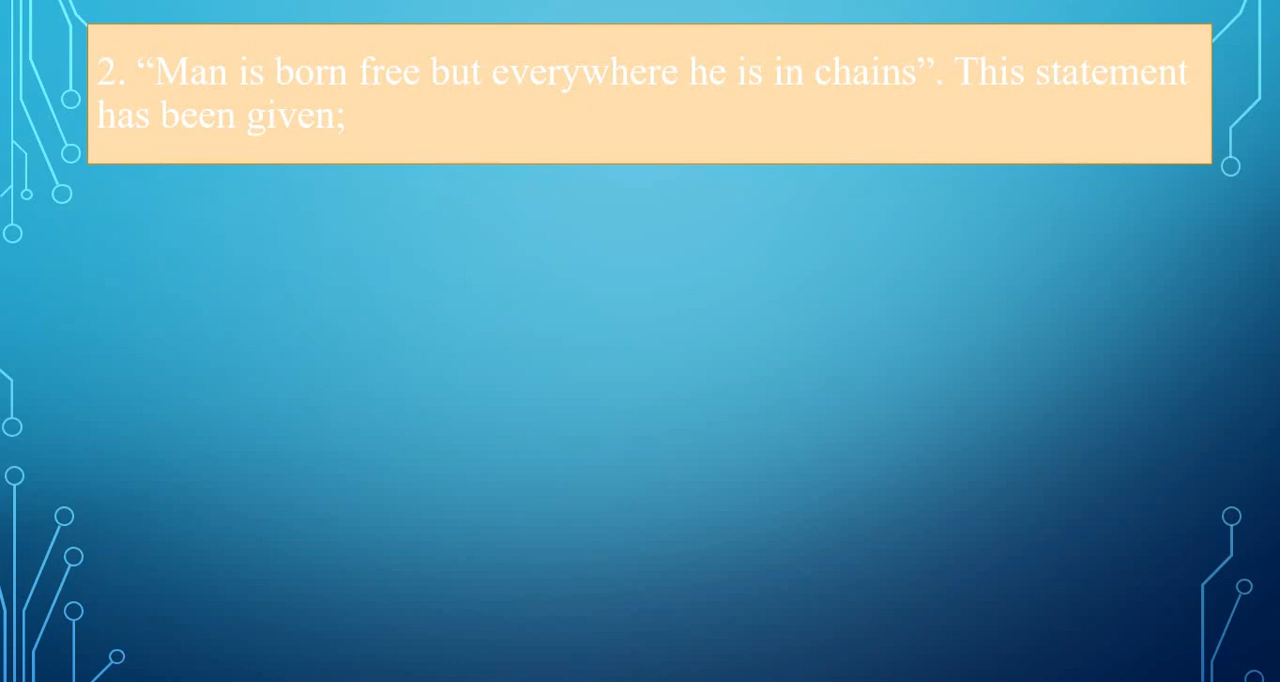 2. “Man is born free but everywhere he is in chains”. This statement
has been given;